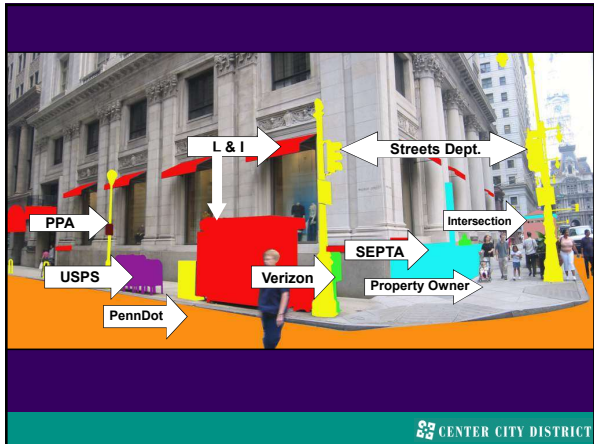 L & I
Streets Dept.
PPA
Intersection
SEPTA
USPS
Verizon
Property Owner
PennDot
CENTER CITY DISTRICT